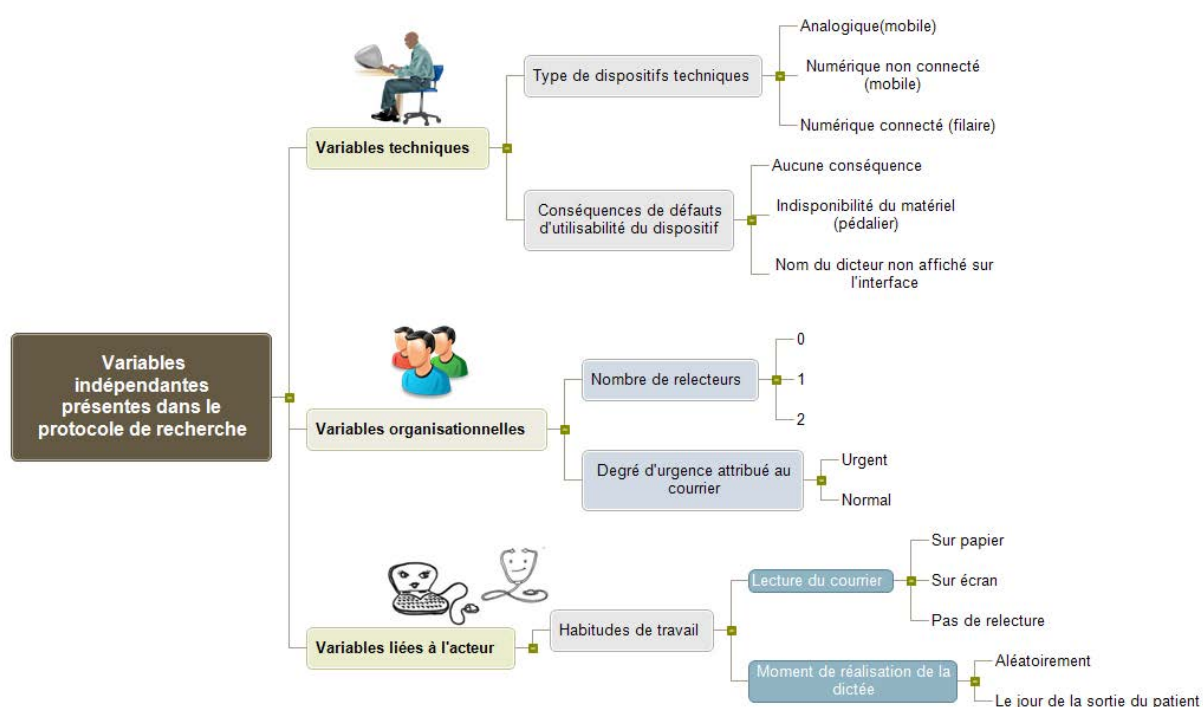 Variables
indépendantes
présentes dans le
protocole de recherche
Variables techniques
Type de dispositifs techniques
Analogique(mobile)
Numérique non connecté
(mobile)
Numérique connecté (filaire)
Conséquences de défauts
d'utilisabilité du dispositif
Aucune conséquence
Indisponibilité du matériel
(pédalier)
Nom du dicteur non affiché sur
l'interface
Variables organisationnelles
Nombre de relecteurs
0
1
2
Degré d'urgence attribué au
courrier
Urgent
Normal
Variables liées à l'acteur
Habitudes de travail
Lecture du courrier
Sur papier
Sur écran
Pas de relecture
Moment de réalisation de la
dictée
Aléatoirement
Le jour de la sortie du patient